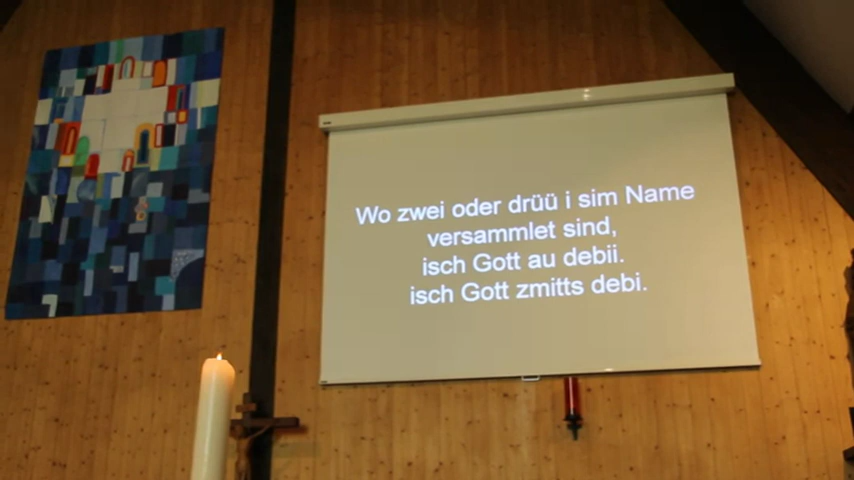 Wo zwei oder drüü i sim Name
versammlet sind,
isch Gott au debii.
isch Gott zmitts debi.